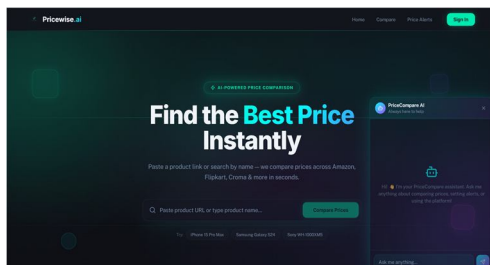 Pricewise.ai
Home Compare Price Alerts Sign In
AI-POWERED PRICE COMPARISON
Find the Best Price
Instantly
Paste a product link or search by name — we compare prices across Amazon,
Flipkart, Croma & more in seconds.
Paste product URL or type product name...
Compare Prices
Try: iPhone 15 Pro Max Samsung Galaxy S24 Sony WH-1000XM5
PriceCompare AI
Always here to help
Hi! 👋 I'm your PriceCompare assistant. Ask me
anything about comparing prices, setting alerts, or
using the platform!
Ask me anything...